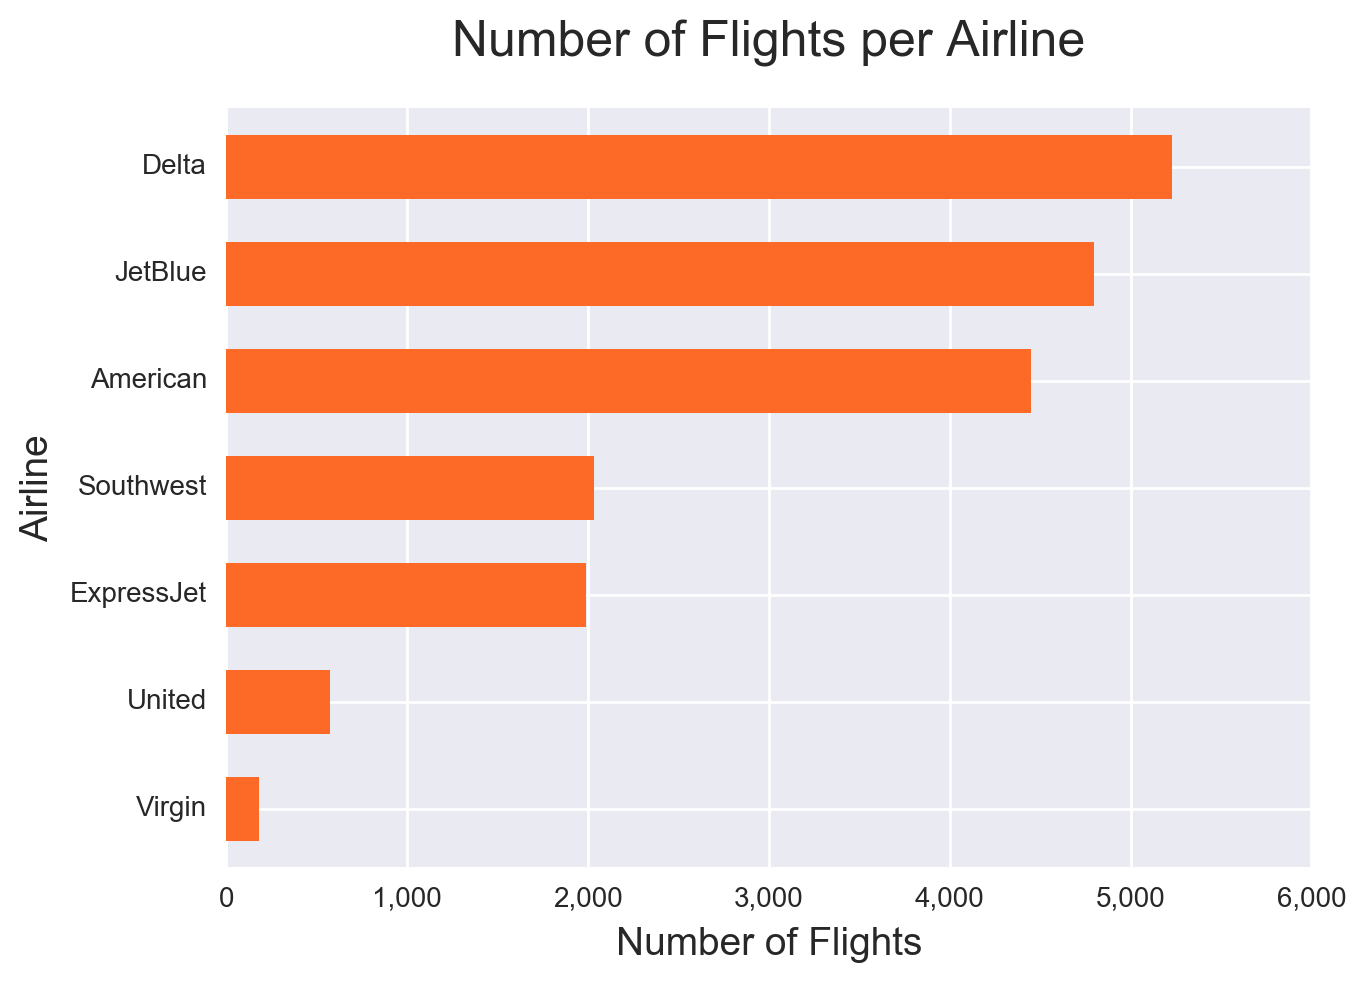 Number of Flights per Airline
Delta
JetBlue
American
Southwest
ExpressJet
United
Virgin
Airline
0 1,000 2,000 3,000 4,000 5,000 6,000
Number of Flights